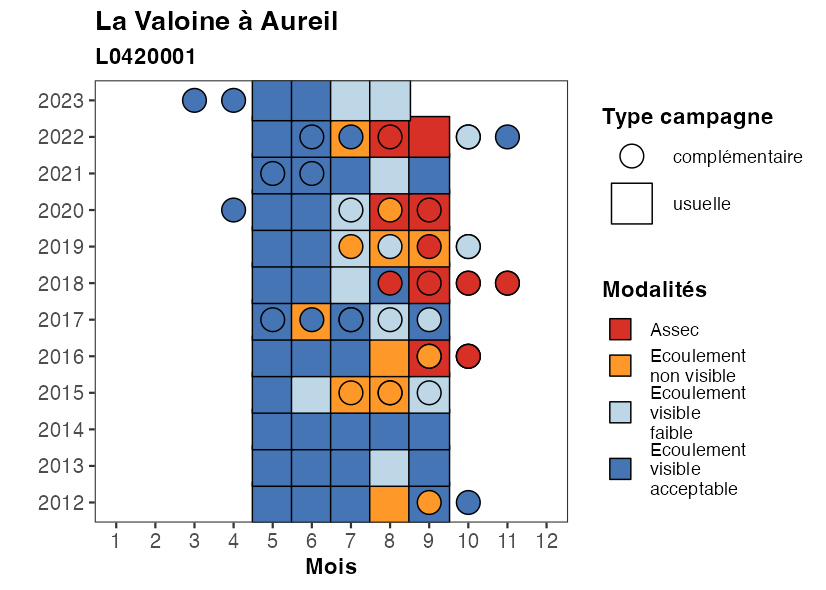 La Valoine à Aureil
L0420001
2023
2022
2021
2020
2019
2018
2017
2016
2015
2014
2013
2012
1 2 3 4 5 6 7 8 9 10 11 12
Mois
Type campagne
complémentaire
usuelle
Modalités
Assec
Ecoulement
non visible
Ecoulement
visible
faible
Ecoulement
visible
acceptable